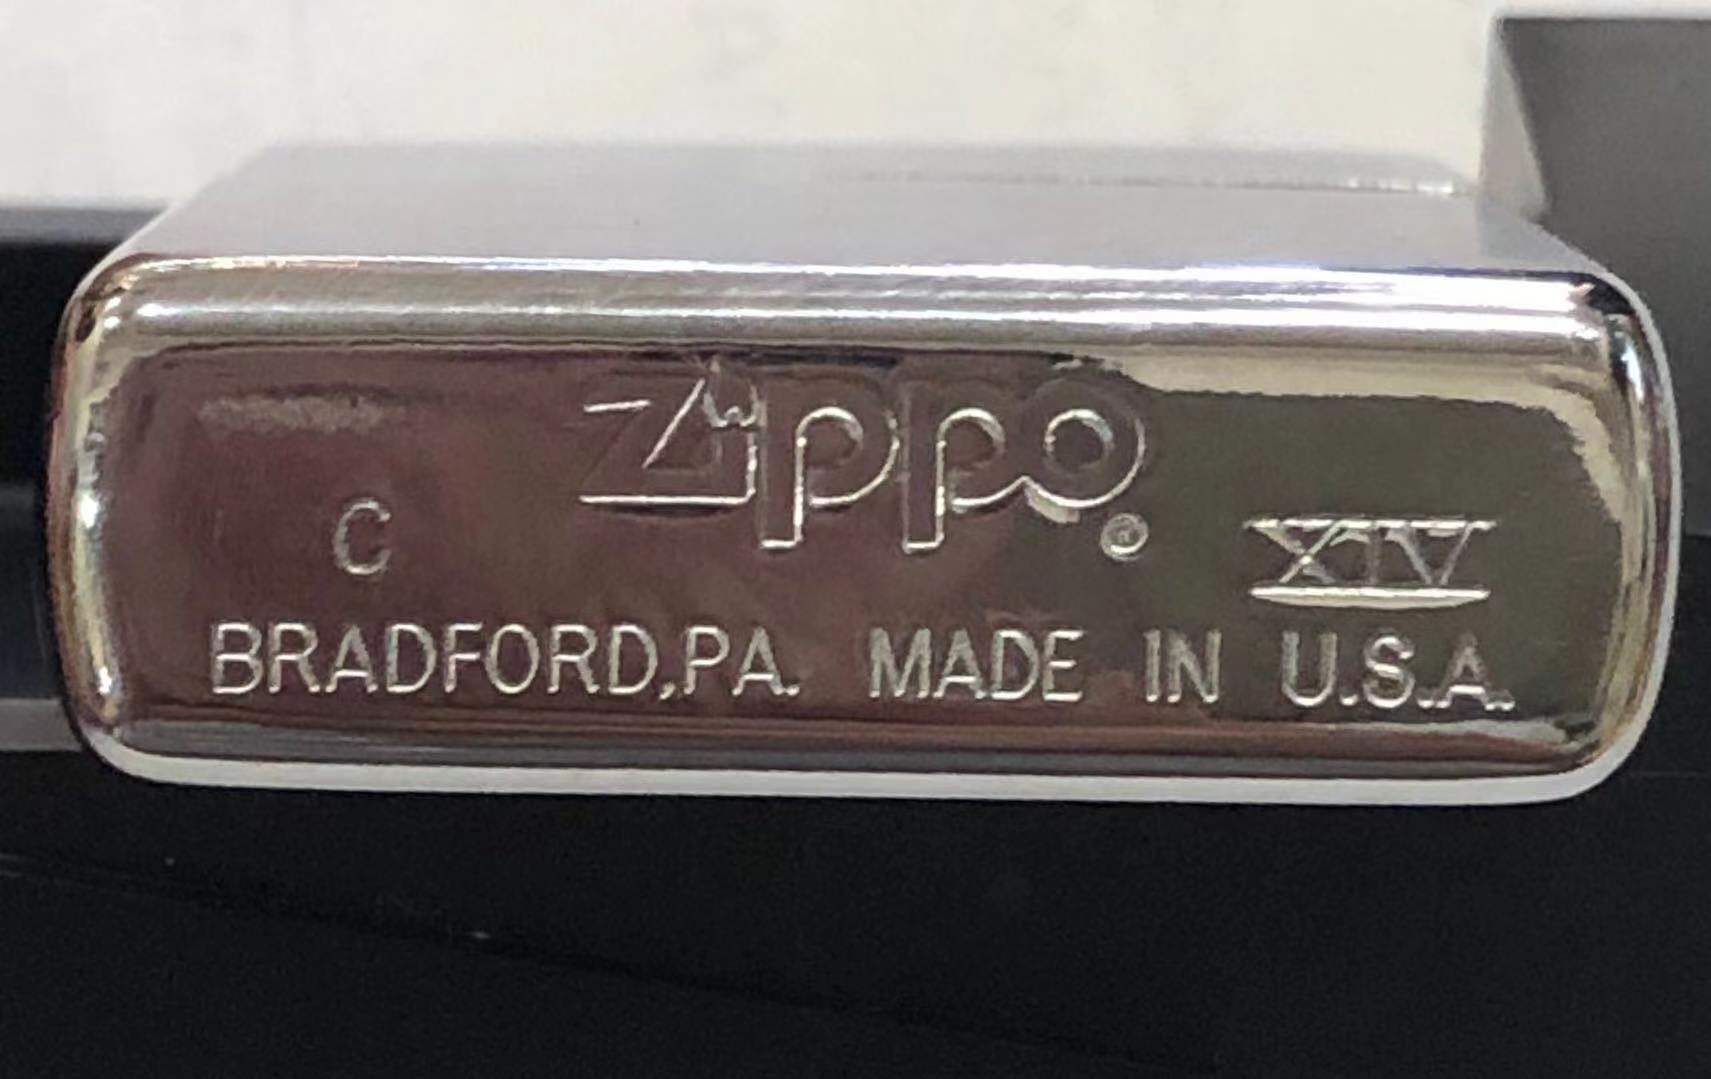 Zippo ®
C XIV
BRADFORD,PA. MADE IN U.S.A.